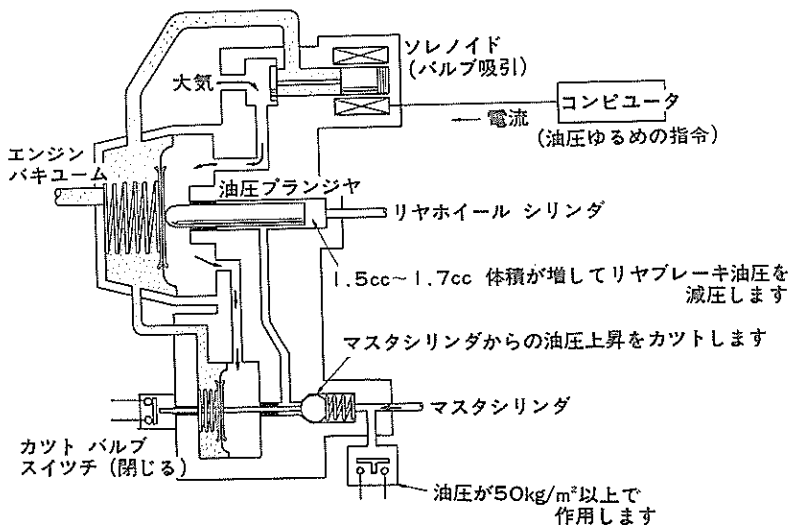 ソレノイド
(バルブ吸引)
大気
コンピユータ
電流
(油圧ゆるめの指令)
エンジン
バキユーム
油圧プランジヤ
リヤホイール シリンダ
1.5cc~1.7cc 体積が増してリヤブレーキ油圧を
減圧します
マスタシリンダからの油圧上昇をカツトします
マスタシリンダ
カツト バルブ
スイツチ (閉じる)
油圧が50kg/m²以上で
作用します